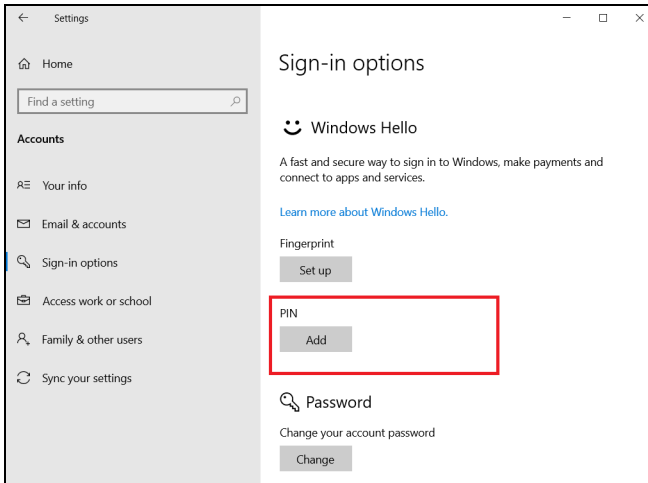 Settings
Home
Find a setting
Accounts
Your info
Email & accounts
Sign-in options
Access work or school
Family & other users
Sync your settings
Sign-in options
Windows Hello
A fast and secure way to sign in to Windows, make payments and
connect to apps and services.
Learn more about Windows Hello.
Fingerprint
Set up
PIN
Add
Password
Change your account password
Change